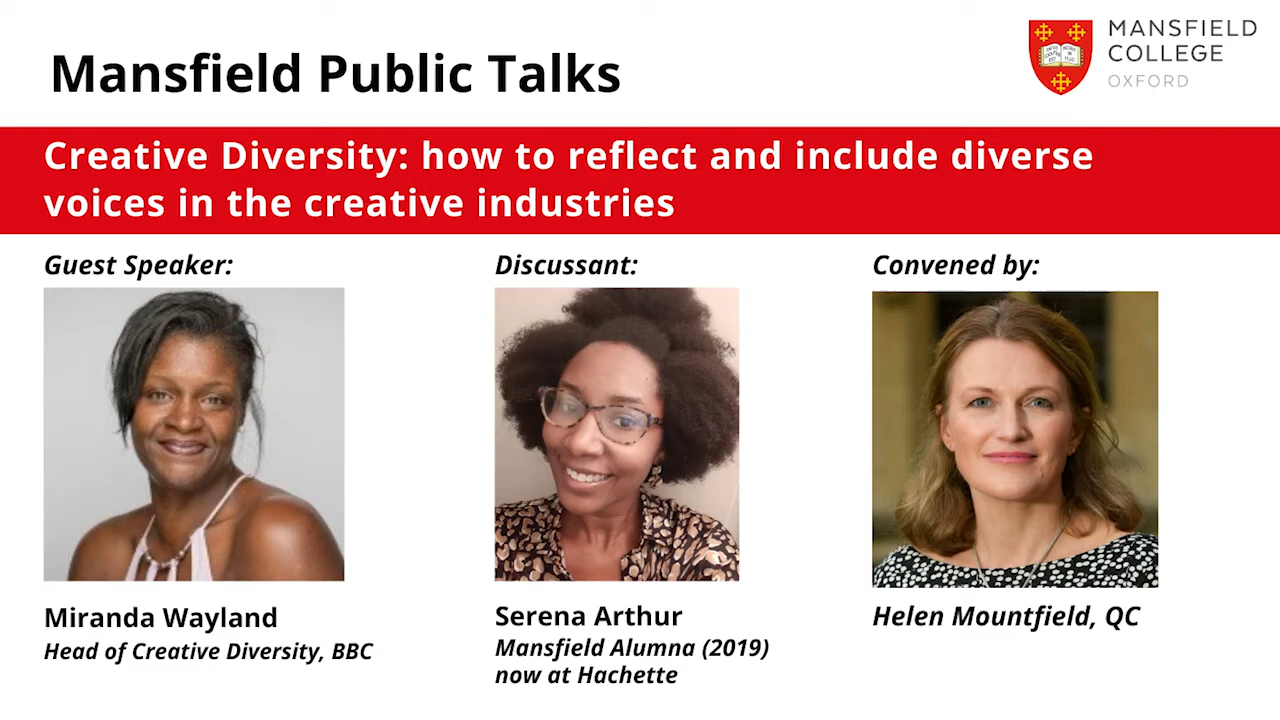 Mansfield Public Talks
MANSFIELD
COLLEGE
OXFORD
Creative Diversity: how to reflect and include diverse
voices in the creative industries
Guest Speaker:
Discussant:
Convened by:
Miranda Wayland
Head of Creative Diversity, BBC
Serena Arthur
Mansfield Alumna (2019)
now at Hachette
Helen Mountfield, QC